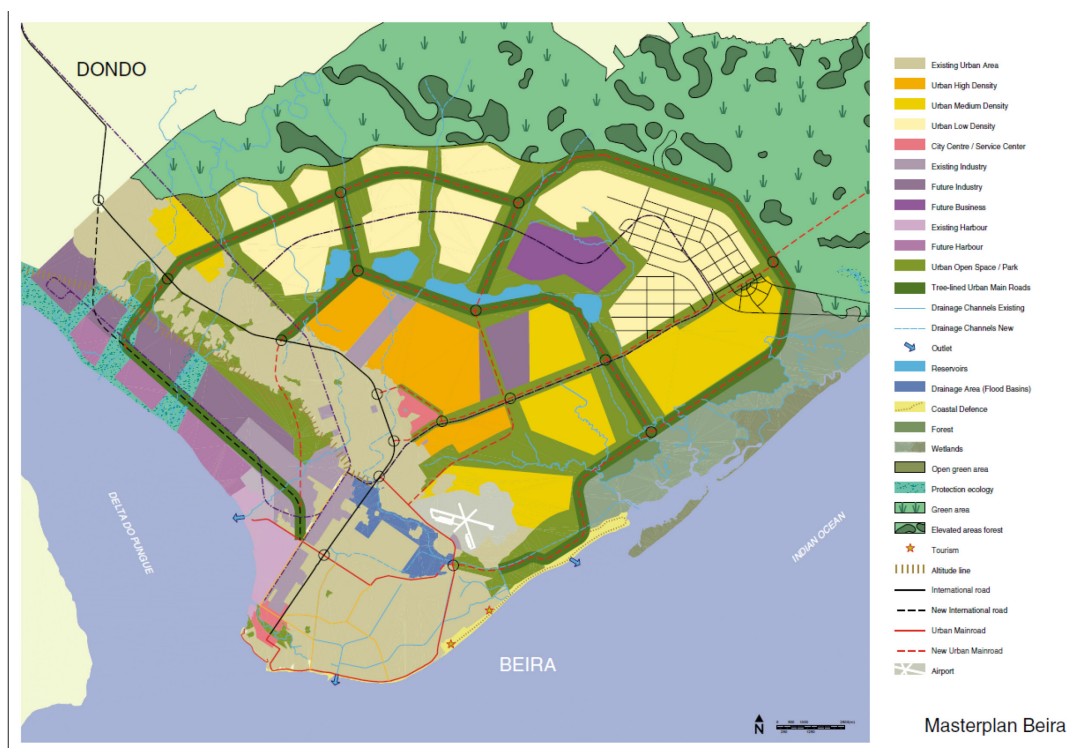 DONDO
DELTA DO PUNGUE
INDIAN OCEAN
BEIRA
N
Existing Urban Area
Urban High Density
Urban Medium Density
Urban Low Density
City Centre / Service Center
Existing Industry
Future Industry
Future Business
Existing Harbour
Future Harbour
Urban Open Space / Park
Tree-lined Urban Main Roads
Drainage Channels Existing
Drainage Channels New
Outlet
Reservoirs
Drainage Area (Flood Basins)
Coastal Defence
Forest
Wetlands
Open green area
Protection ecology
Green area
Elevated areas forest
Tourism
Altitude line
International road
New International road
Urban Mainroad
New Urban Mainroad
Airport
Masterplan Beira